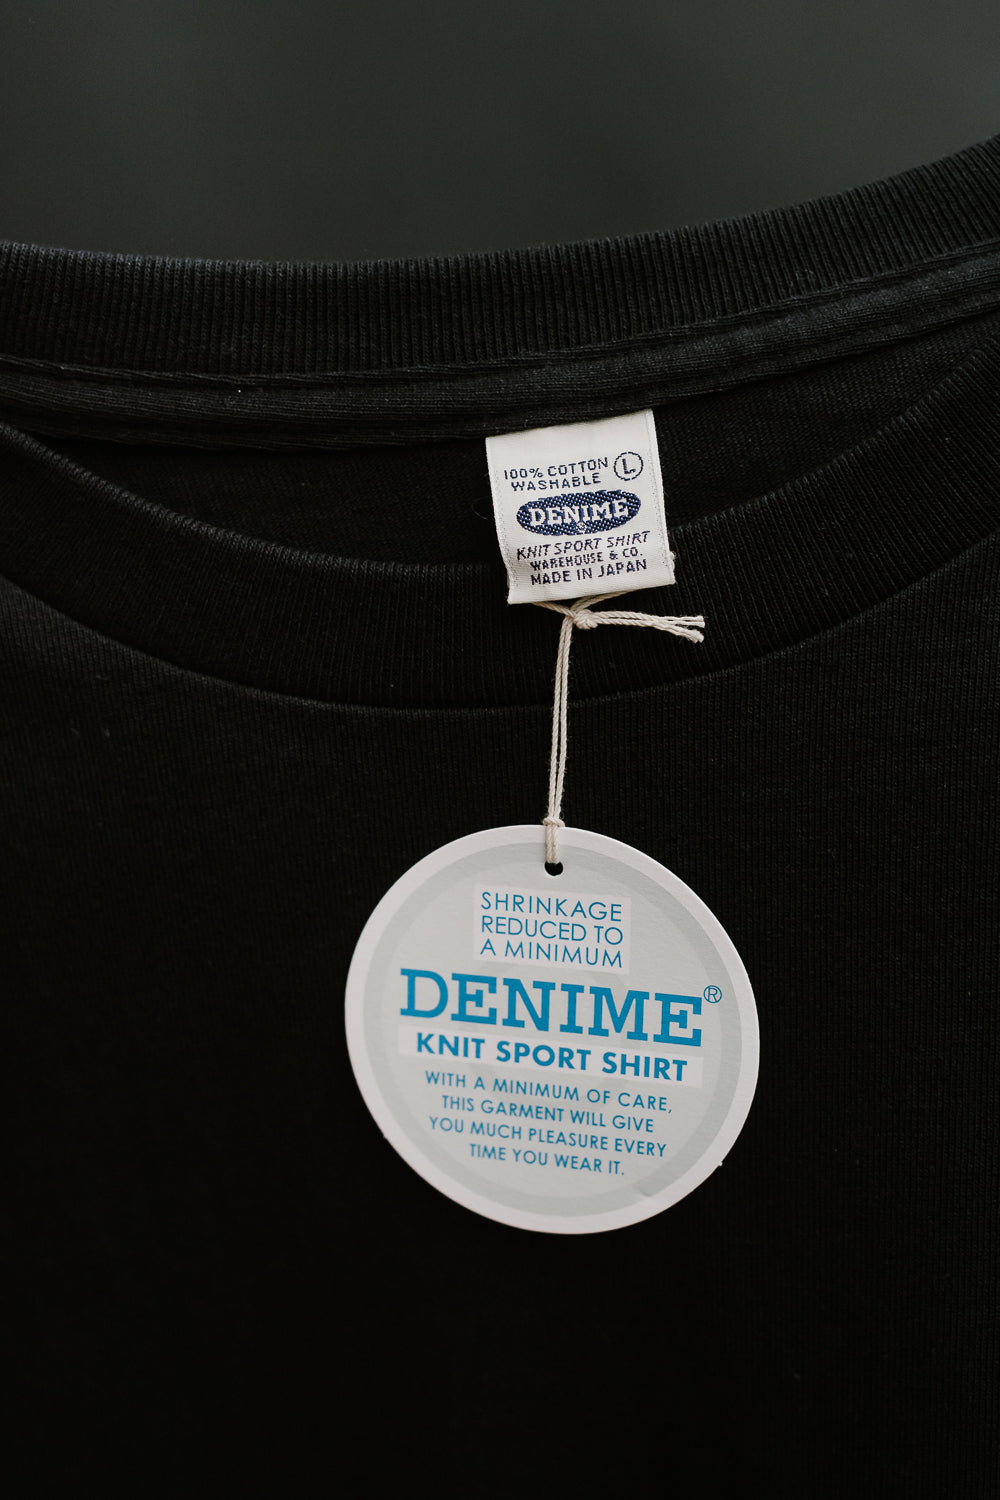 100% COTTON L
WASHABLE
DENIME
®
KNIT SPORT SHIRT
WAREHOUSE & CO.
MADE IN JAPAN
SHRINKAGE
REDUCED TO
A MINIMUM
DENIME®
KNIT SPORT SHIRT
WITH A MINIMUM OF CARE,
THIS GARMENT WILL GIVE
YOU MUCH PLEASURE EVERY
TIME YOU WEAR IT.